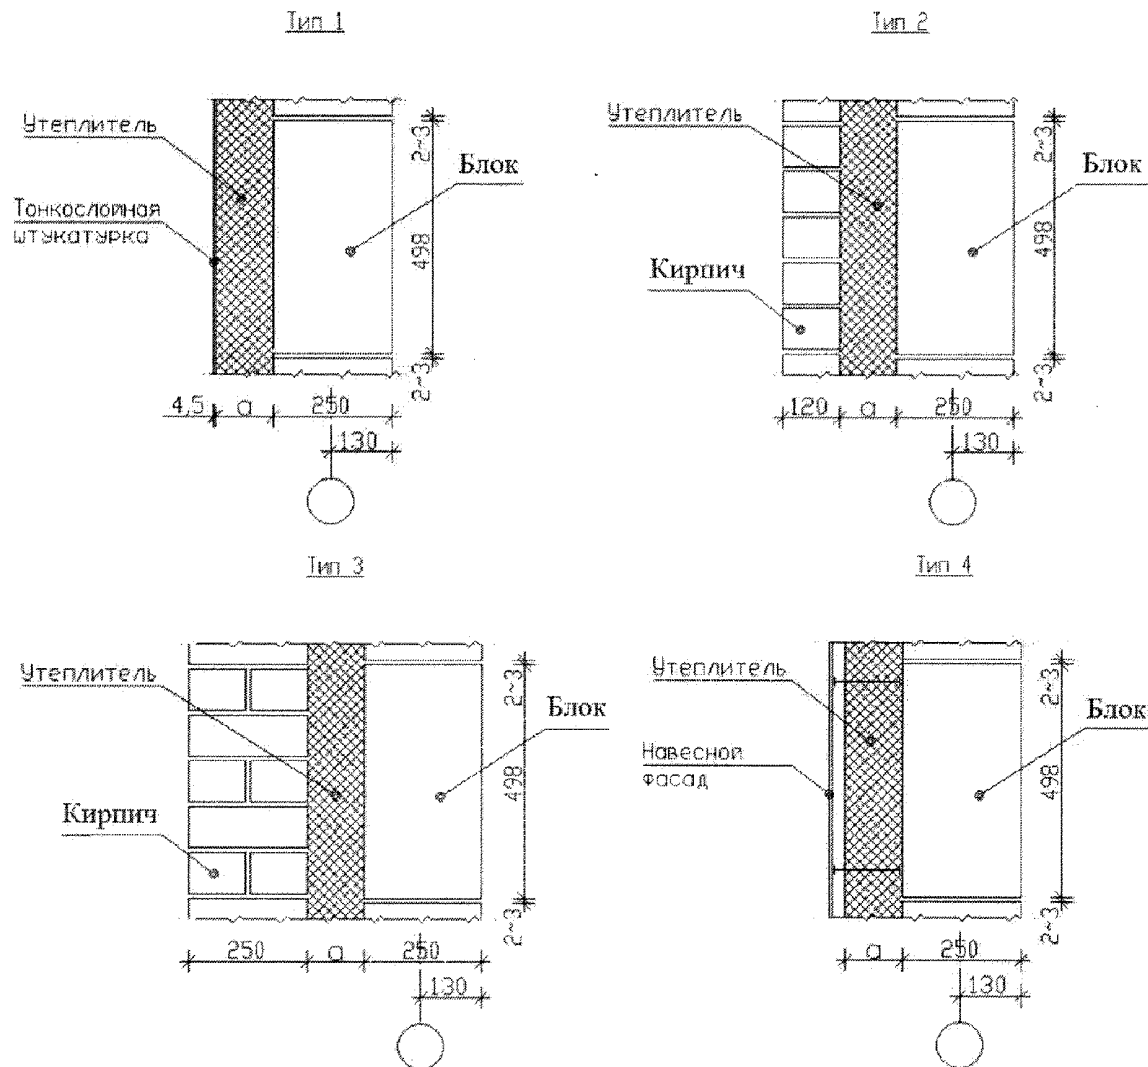 Тип 1
Утеплитель
Блок
Тонкослойная
штукатурка
2~3
498
2~3
4,5
а
250
130
Тип 2
Утеплитель
Блок
Кирпич
2~3
498
2~3
120
а
250
130
Тип 3
Утеплитель
Блок
Кирпич
2~3
498
2~3
250
а
250
130
Тип 4
Утеплитель
Блок
Навесной
фасад
2~3
498
2~3
а
250
130